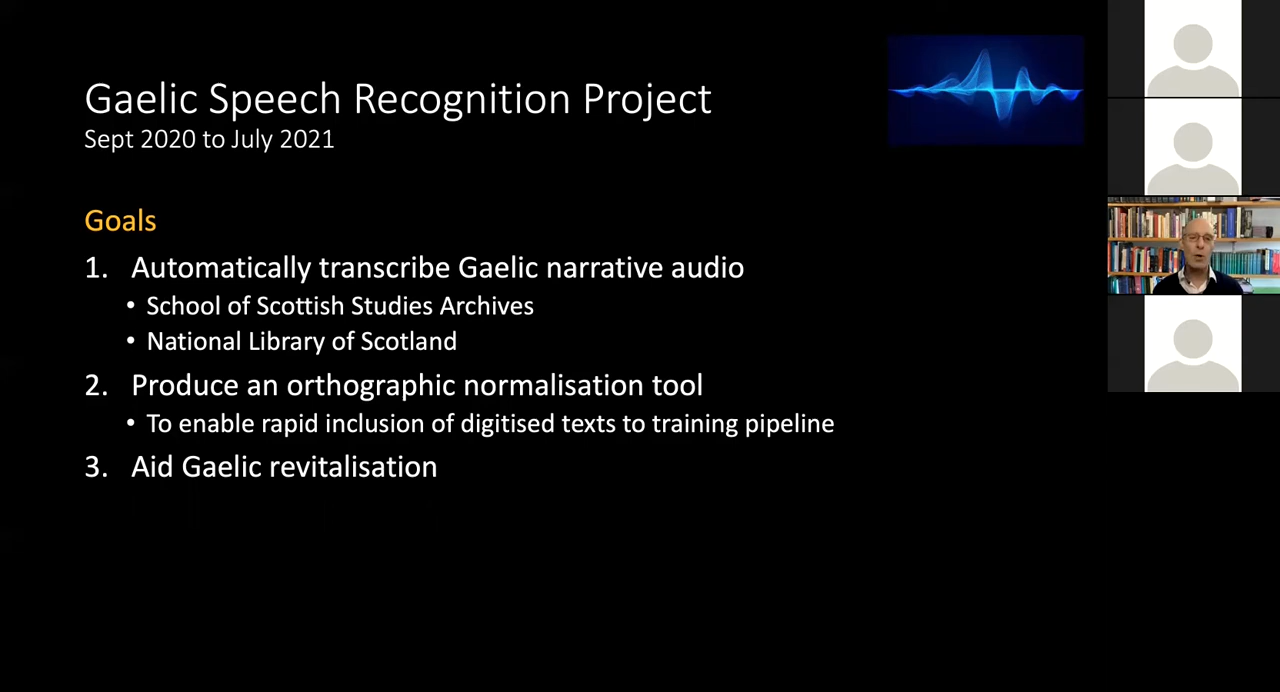 Gaelic Speech Recognition Project
Sept 2020 to July 2021
Goals
1. Automatically transcribe Gaelic narrative audio
• School of Scottish Studies Archives
• National Library of Scotland
2. Produce an orthographic normalisation tool
• To enable rapid inclusion of digitised texts to training pipeline
3. Aid Gaelic revitalisation